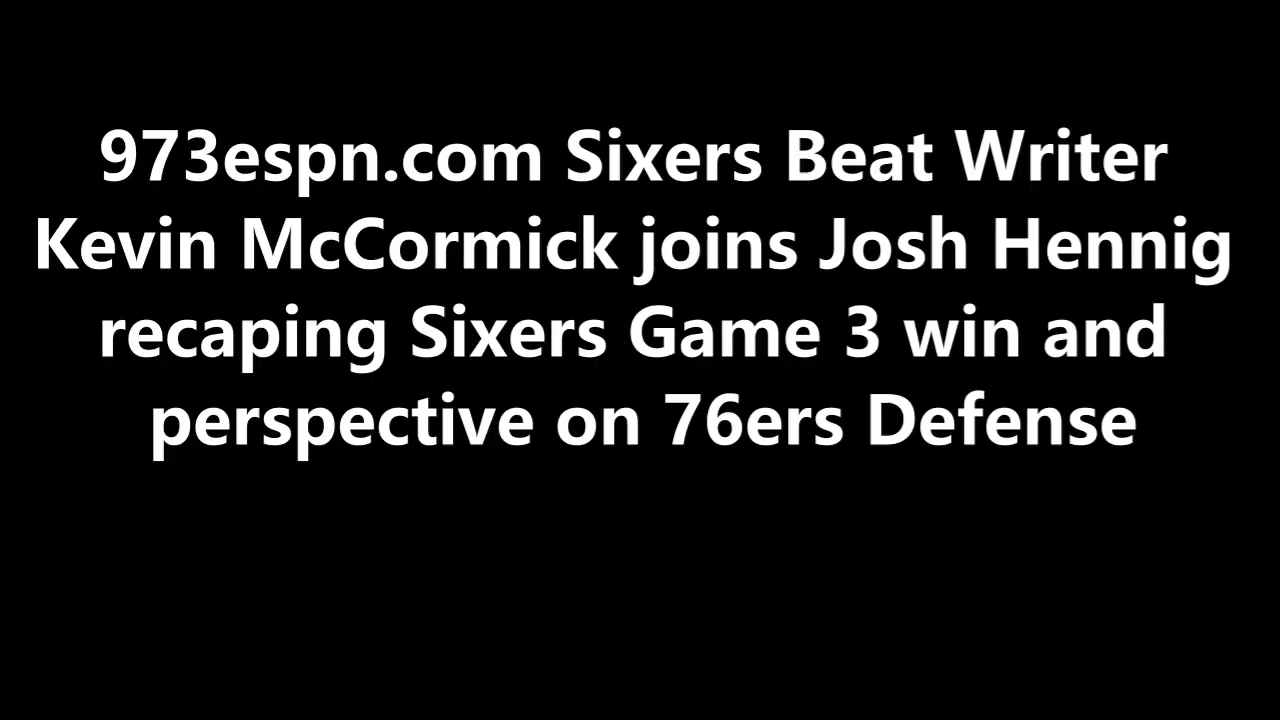 973espn.com Sixers Beat Writer
Kevin McCormick joins Josh Hennig
recaping Sixers Game 3 win and
perspective on 76ers Defense